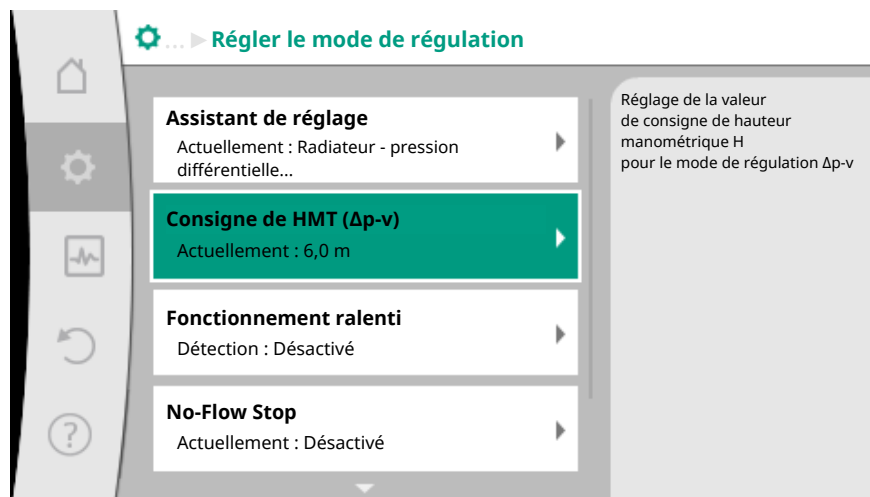 ... Régler le mode de régulation
Assistant de réglage
Actuellement : Radiateur - pression
différentielle...
Consigne de HMT (Δp-v)
Actuellement : 6,0 m
Fonctionnement ralenti
Détection : Désactivé
No-Flow Stop
Actuellement : Désactivé
Réglage de la valeur
de consigne de hauteur
manométrique H
pour le mode de régulation Δp-v
?